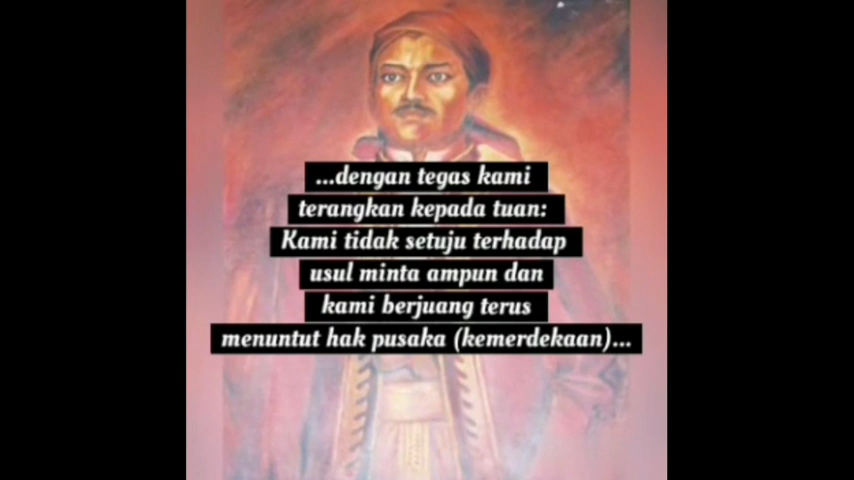 ...dengan tegas kami
terangkan kepada tuan:
Kami tidak setuju terhadap
usul minta ampun dan
kami berjuang terus
menuntut hak pusaka (kemerdekaan)...